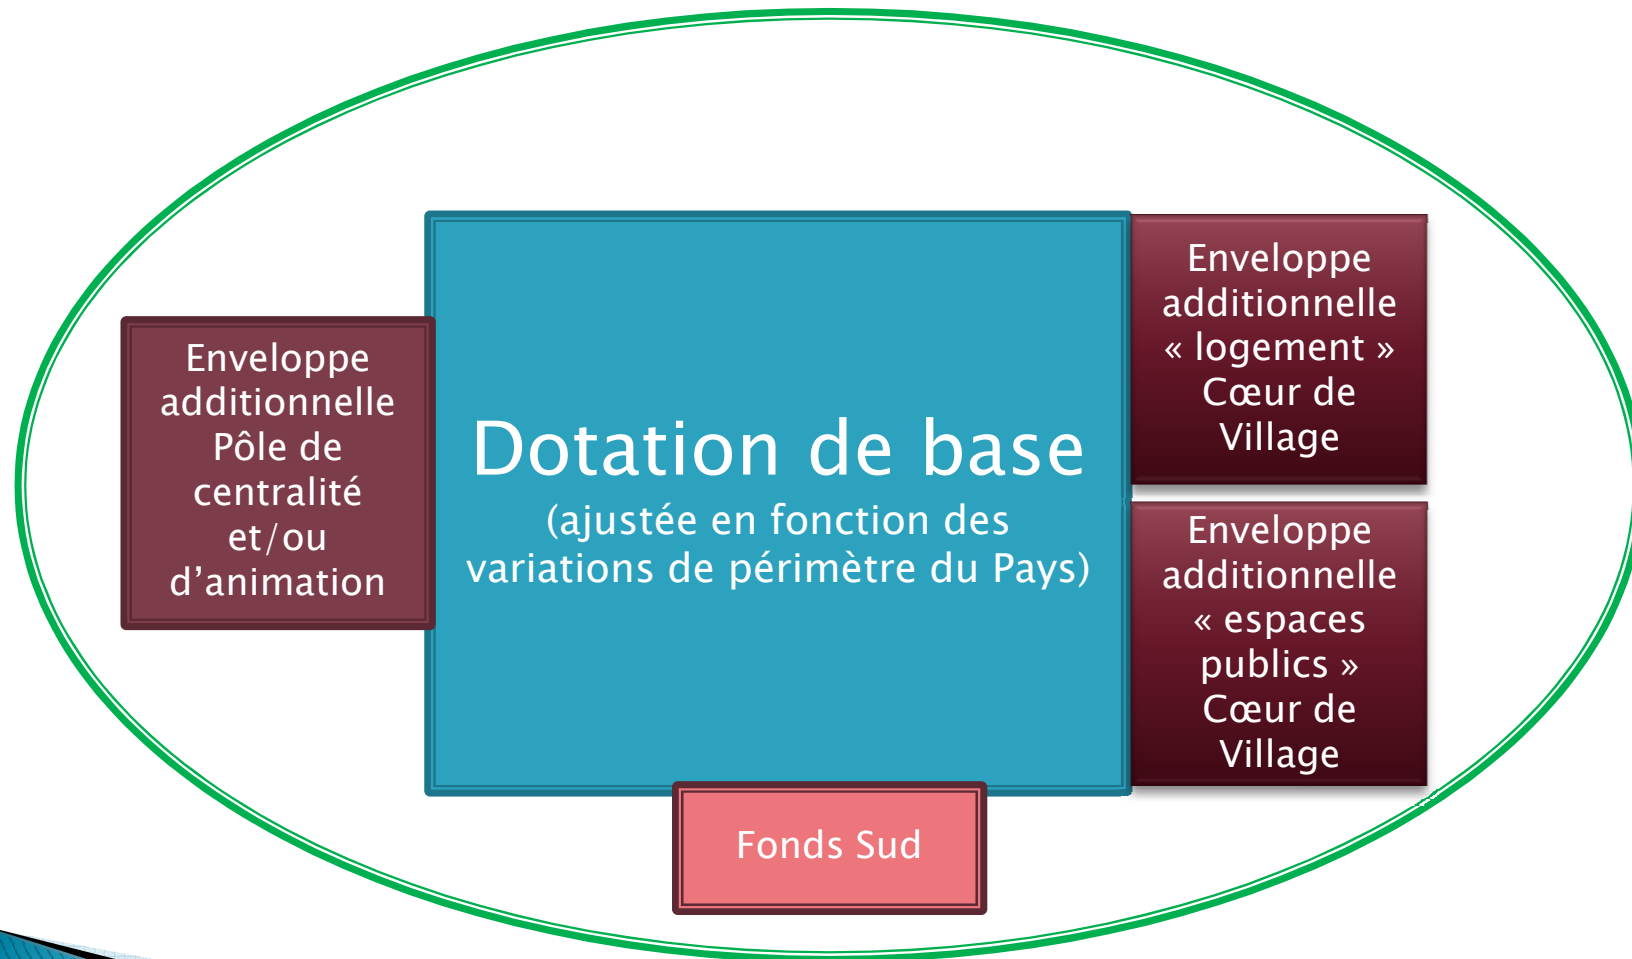 Enveloppe
additionnelle
Pôle de
centralité
et/ou
d’animation
Dotation de base
(ajustée en fonction des
variations de périmètre du Pays)
Enveloppe
additionnelle
« logement »
Cœur de
Village
Enveloppe
additionnelle
« espaces
publics »
Cœur de
Village
Fonds Sud